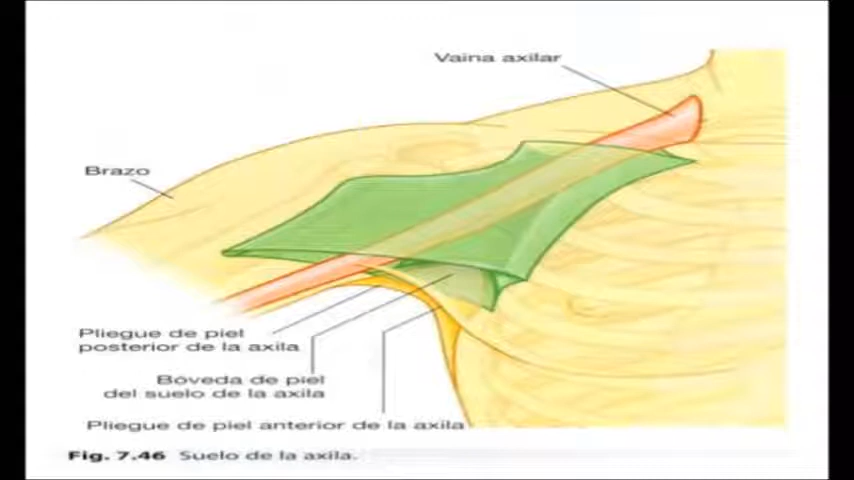 Vaina axilar
Brazo
Pliegue de piel
posterior de la axila
Bóveda de piel
del suelo de la axila
Pliegue de piel anterior de la axila
Fig. 7.46 Suelo de la axila.